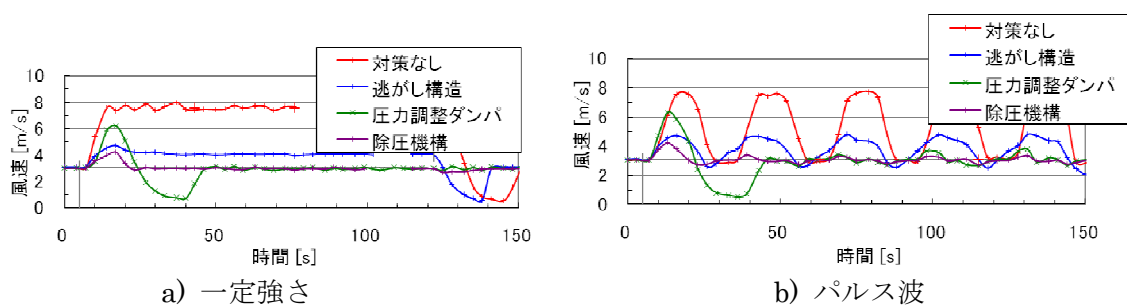 対策なし
逃がし構造
圧力調整ダンパ
除圧機構
風速 [m/s]
10
8
6
4
2
0
0 50 100 150
時間 [s]
a) 一定強さ
対策なし
逃がし構造
圧力調整ダンパ
除圧機構
風速 [m/s]
10
8
6
4
2
0
0 50 100 150
時間 [s]
b) パルス波